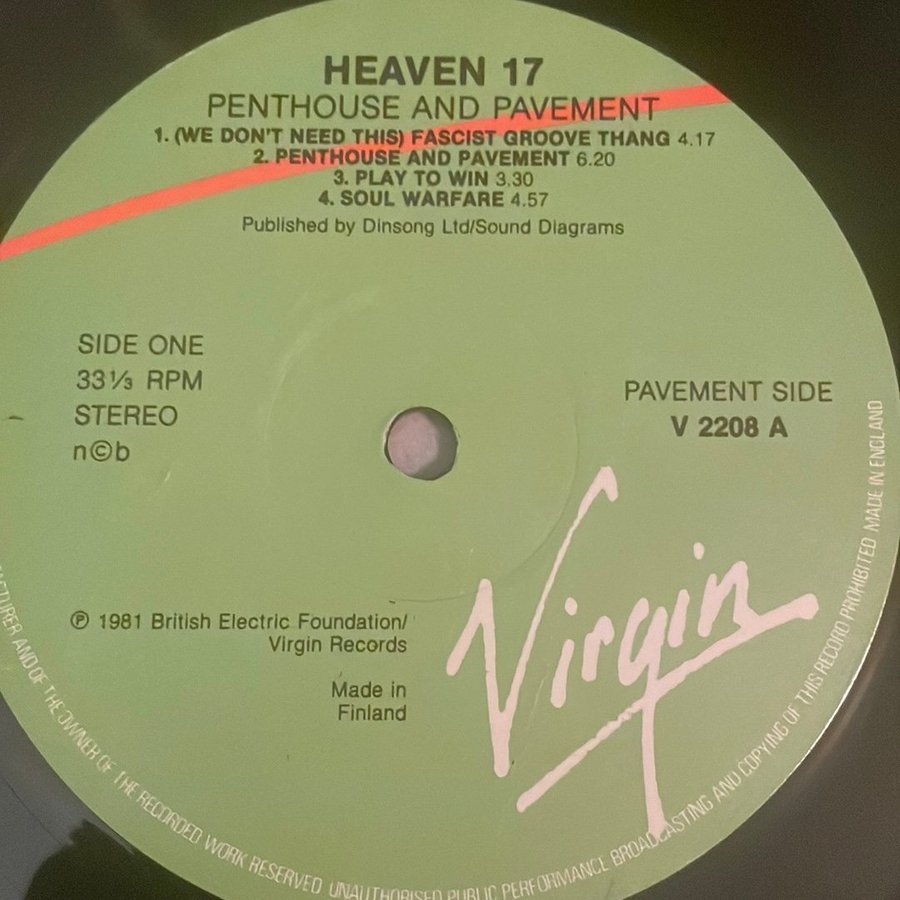 HEAVEN 17
PENTHOUSE AND PAVEMENT
1. (WE DON'T NEED THIS) FASCIST GROOVE THANG 4.17
2. PENTHOUSE AND PAVEMENT 6.20
3. PLAY TO WIN 3.30
4. SOUL WARFARE 4.57
Published by Dinsong Ltd/Sound Diagrams
SIDE ONE
33⅓ RPM
STEREO
n©b
PAVEMENT SIDE
V 2208 A
℗ 1981 British Electric Foundation/
Virgin Records
Made in
Finland
Virgin
AND OF THE OWNER OF THE RECORDED WORK RESERVED UNAUTHORISED PUBLIC PERFORMANCE BROADCASTING AND COPYING OF THIS RECORD PROHIBITED MADE IN ENGLAND